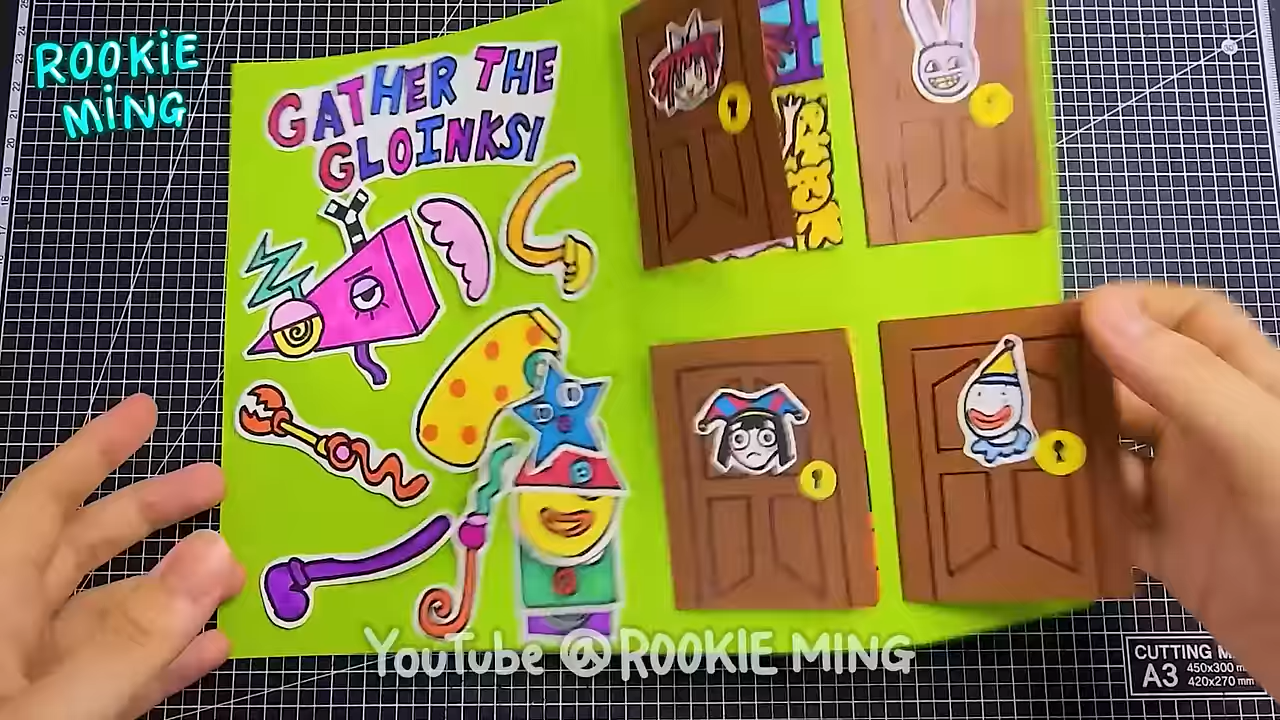 ROOKiE
MiNG
GATHER THE
GLOINKS!
YouTube @ROOKIE MING
CUTTING M
A3
450x300 mm
420x270 mm